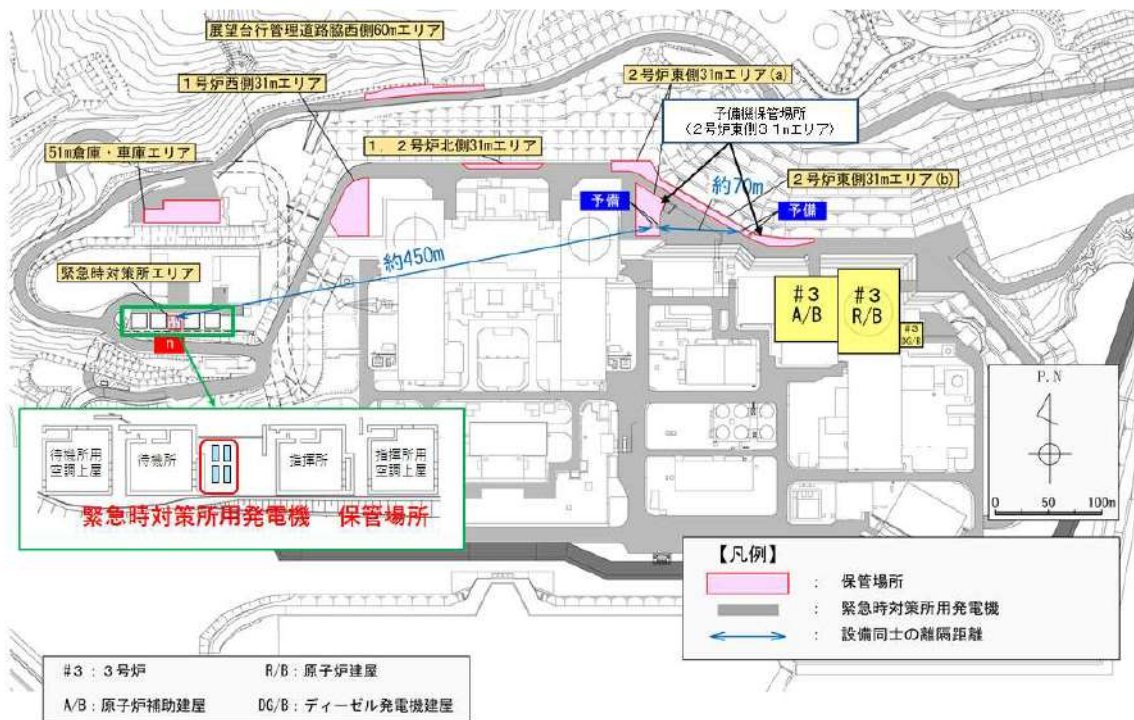 展望台行管理道路脇西側60mエリア
1号炉西側31mエリア
2号炉東側31mエリア(a)
予備機保管場所
(2号炉東側31mエリア)
1,2号炉北側31mエリア
51m倉庫・車庫エリア
約70m
2号炉東側31mエリア(b)
予備
予備
約450m
緊急時対策所エリア
n
#3
A/B
#3
R/B
#3
DG/B
P.N
0 50 100m
待機所用
空調上屋
待機所
指揮所
指揮所用
空調上屋
緊急時対策所用発電機 保管場所
【凡例】
: 保管場所
: 緊急時対策所用発電機
: 設備同士の離隔距離
#3:3号炉
R/B:原子炉建屋
A/B:原子炉補助建屋
DG/B:ディーゼル発電機建屋